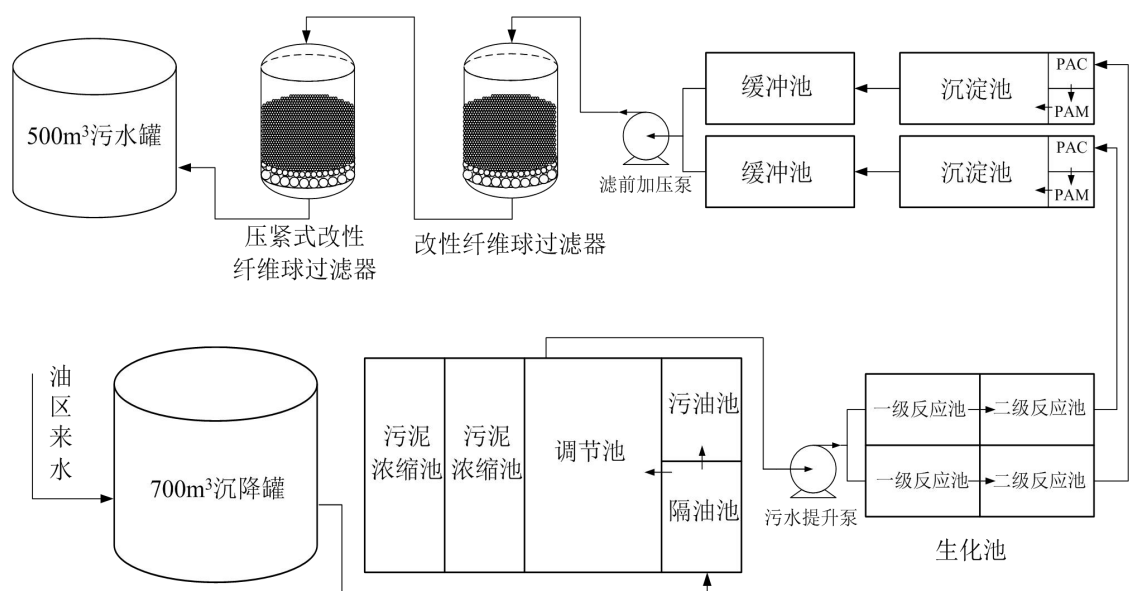 500m³污水罐
压紧式改性
纤维球过滤器
改性纤维球过滤器
滤前加压泵
缓冲池
沉淀池
PAC
PAM
缓冲池
沉淀池
PAC
PAM
油区来水
700m³沉降罐
污泥
浓缩池
污泥
浓缩池
调节池
污油池
隔油池
污水提升泵
一级反应池
二级反应池
一级反应池
二级反应池
生化池